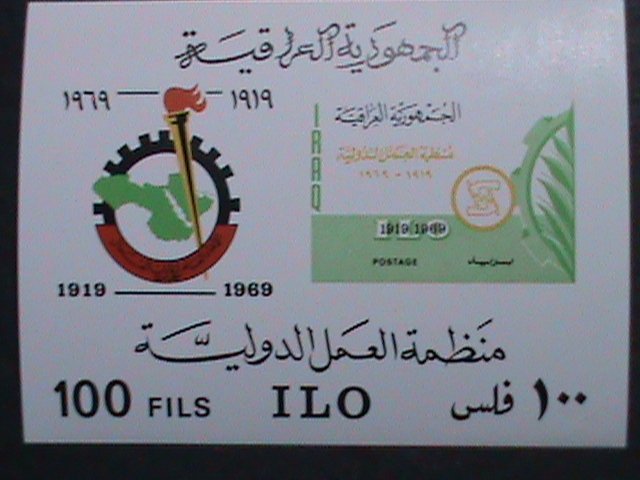 الجمهورية العراقية
١٩٦٩ — ١٩١٩
1919 — 1969
IRAQ
الجمهورية العراقية
منظمة العمل الدولية
١٩١٩ - ١٩٦٩
1919 1969
POSTAGE
بريد
منظمة العمل الدولية
100 FILS
ILO
١٠٠ فلس